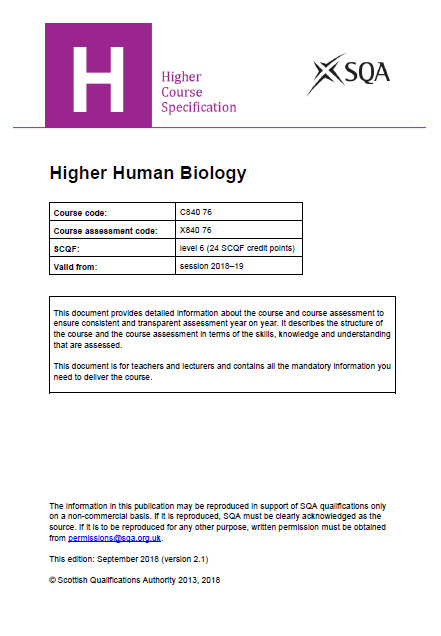 H
Higher
Course
Specification
SQA
Higher Human Biology
Course code: C840 76
Course assessment code: X840 76
SCQF: level 6 (24 SCQF credit points)
Valid from: session 2018–19
This document provides detailed information about the course and course assessment to
ensure consistent and transparent assessment year on year. It describes the structure of
the course and the course assessment in terms of the skills, knowledge and understanding
that are assessed.
This document is for teachers and lecturers and contains all the mandatory information you
need to deliver the course.
The information in this publication may be reproduced in support of SQA qualifications only
on a non-commercial basis. If it is reproduced, SQA must be clearly acknowledged as the
source. If it is to be reproduced for any other purpose, written permission must be obtained
from permissions@sqa.org.uk.
This edition: September 2018 (version 2.1)
© Scottish Qualifications Authority 2013, 2018